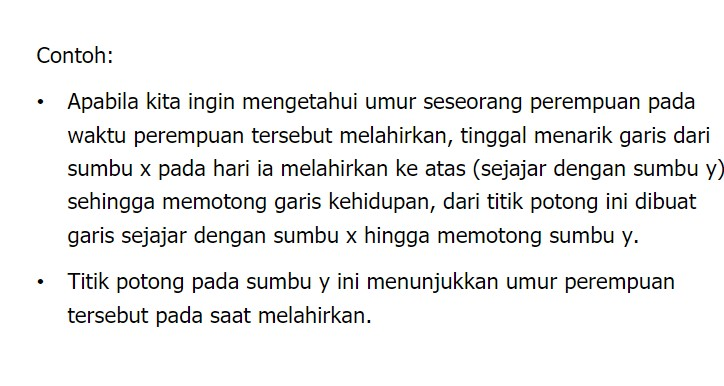 Contoh:
• Apabila kita ingin mengetahui umur seseorang perempuan pada
waktu perempuan tersebut melahirkan, tinggal menarik garis dari
sumbu x pada hari ia melahirkan ke atas (sejajar dengan sumbu y)
sehingga memotong garis kehidupan, dari titik potong ini dibuat
garis sejajar dengan sumbu x hingga memotong sumbu y.
• Titik potong pada sumbu y ini menunjukkan umur perempuan
tersebut pada saat melahirkan.